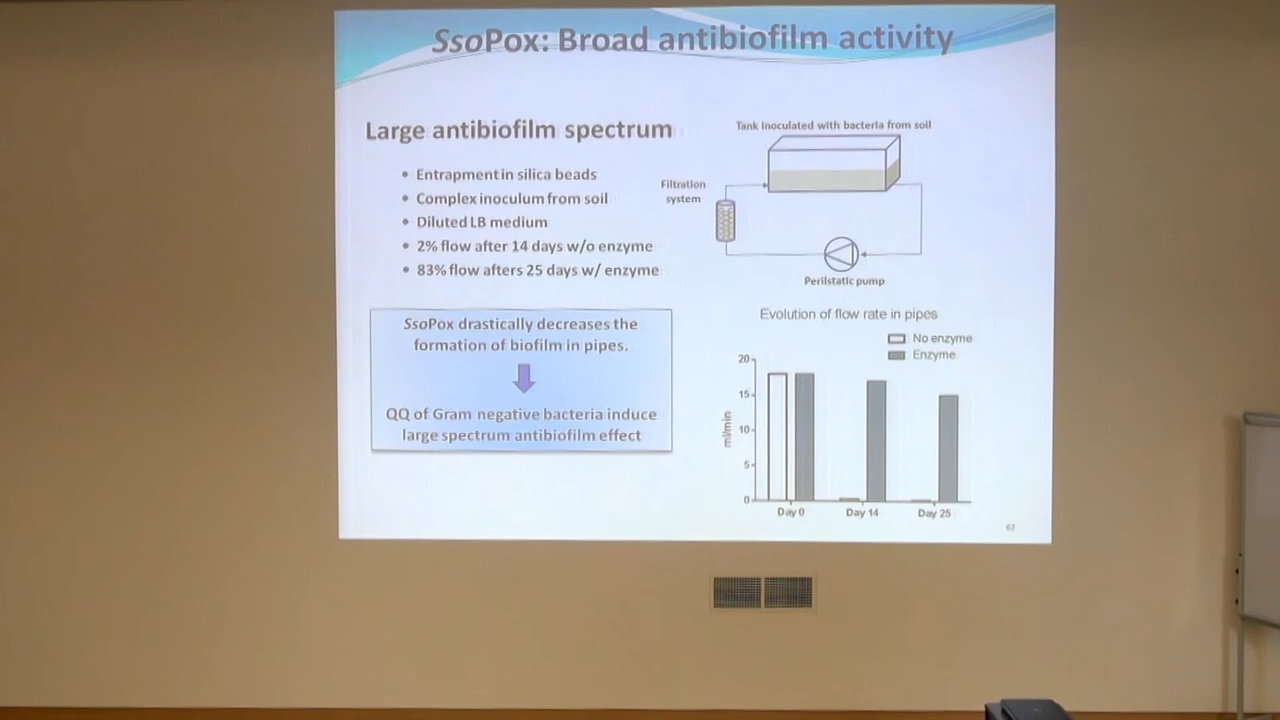 SsoPox: Broad antibiofilm activity
Large antibiofilm spectrum
• Entrapment in silica beads
• Complex inoculum from soil
• Diluted LB medium
• 2% flow after 14 days w/o enzyme
• 83% flow afters 25 days w/ enzyme
SsoPox drastically decreases the
formation of biofilm in pipes.
QQ of Gram negative bacteria induce
large spectrum antibiofilm effect
Tank Inoculated with bacteria from soil
Filtration
system
Perilstatic pump
Evolution of flow rate in pipes
No enzyme
Enzyme
ml/min
20
15
10
5
0
Day 0
Day 14
Day 25
62